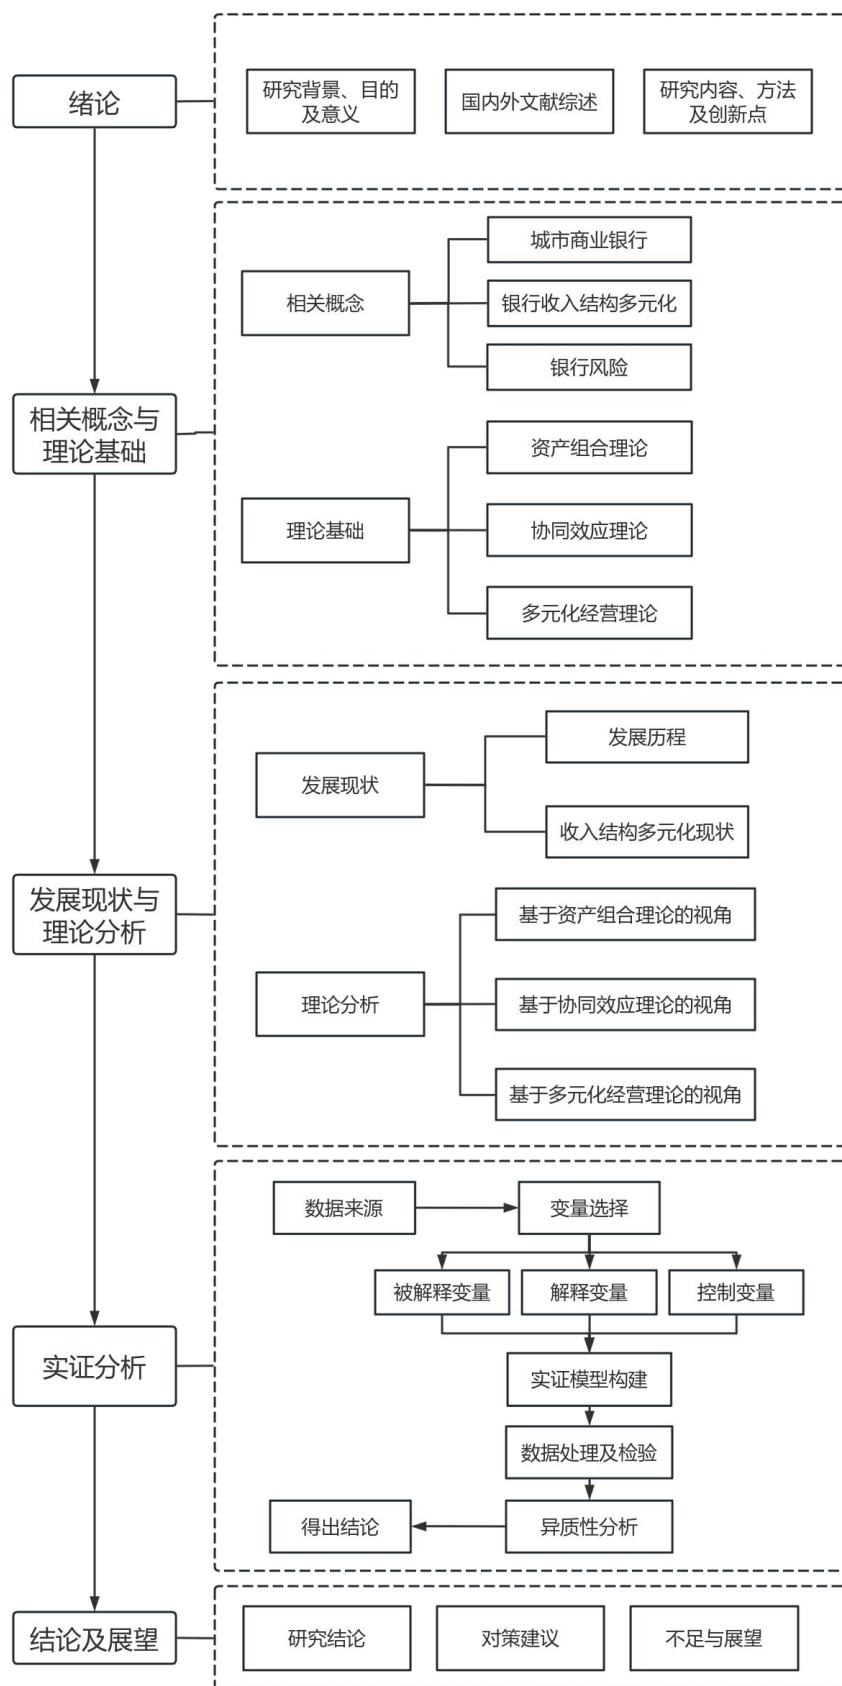 绪论
研究背景、目的
及意义
国内外文献综述
研究内容、方法
及创新点
相关概念与
理论基础
相关概念
城市商业银行
银行收入结构多元化
银行风险
理论基础
资产组合理论
协同效应理论
多元化经营理论
发展现状与
理论分析
发展现状
发展历程
收入结构多元化现状
理论分析
基于资产组合理论的视角
基于协同效应理论的视角
基于多元化经营理论的视角
实证分析
数据来源
变量选择
被解释变量
解释变量
控制变量
实证模型构建
数据处理及检验
异质性分析
得出结论
结论及展望
研究结论
对策建议
不足与展望